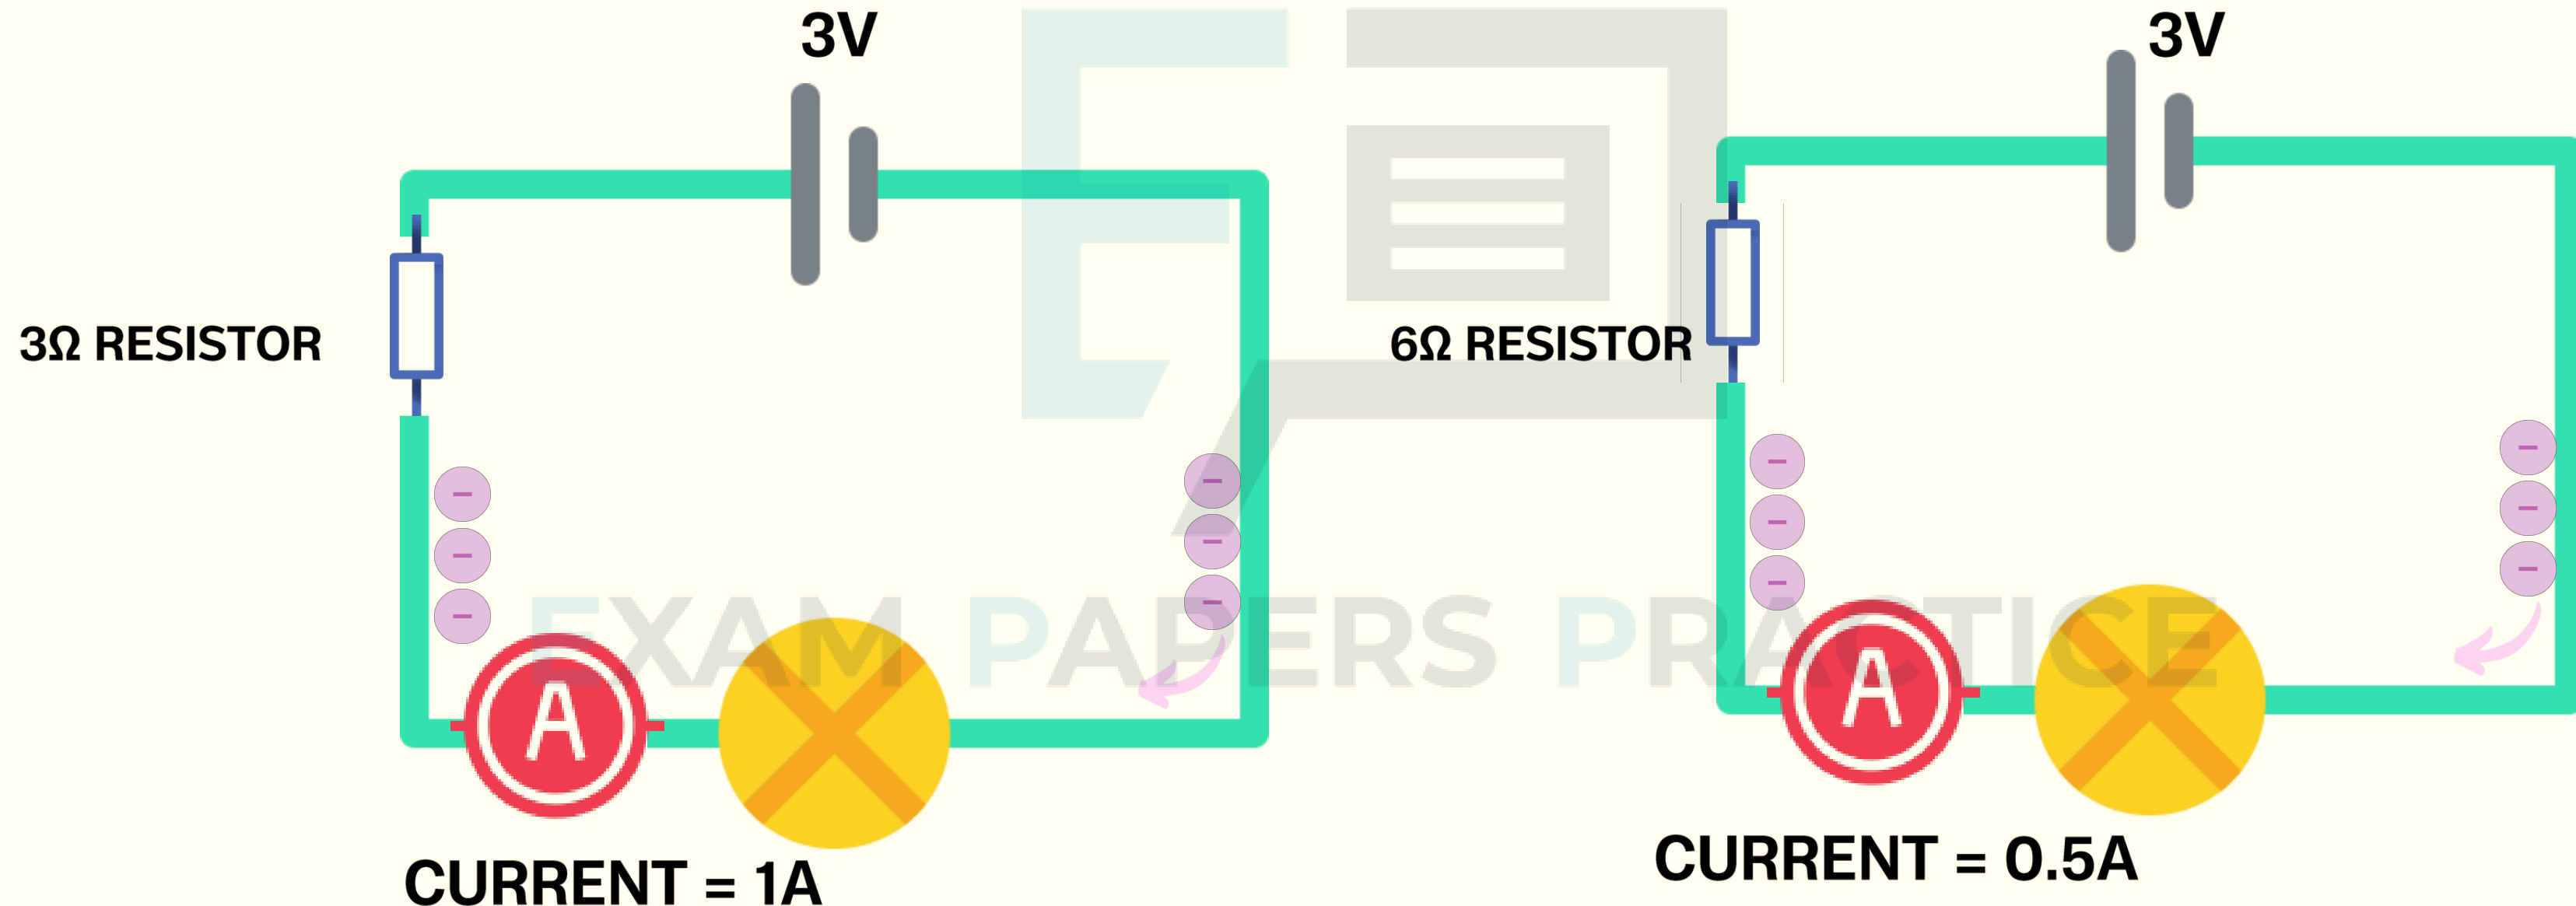 3V
3Ω RESISTOR
A
CURRENT = 1A
3V
6Ω RESISTOR
A
CURRENT = 0.5A
EXAM PAPERS PRACTICE